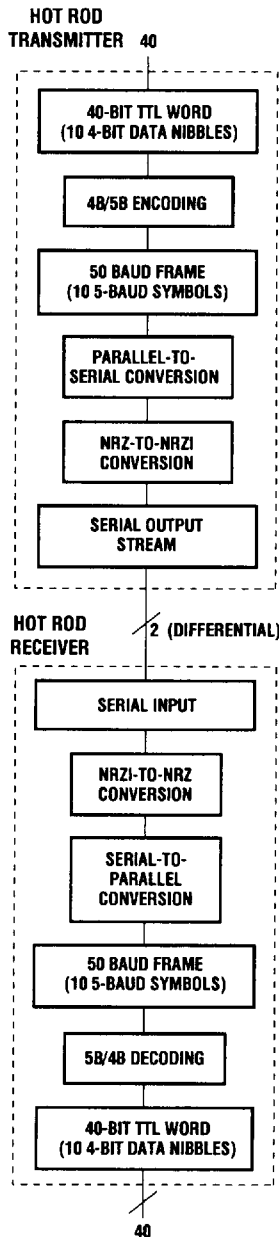 HOT ROD
TRANSMITTER 40
40-BIT TTL WORD
(10 4-BIT DATA NIBBLES)
4B/5B ENCODING
50 BAUD FRAME
(10 5-BAUD SYMBOLS)
PARALLEL-TO-
SERIAL CONVERSION
NRZ-TO-NRZI
CONVERSION
SERIAL OUTPUT
STREAM
2 (DIFFERENTIAL)
HOT ROD
RECEIVER
SERIAL INPUT
NRZI-TO-NRZ
CONVERSION
SERIAL-TO-
PARALLEL
CONVERSION
50 BAUD FRAME
(10 5-BAUD SYMBOLS)
5B/4B DECODING
40-BIT TTL WORD
(10 4-BIT DATA NIBBLES)
40